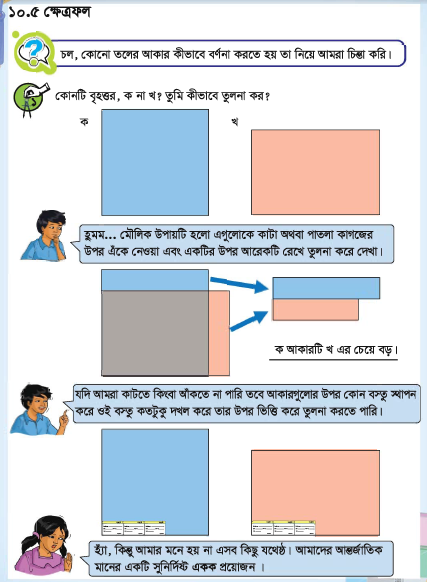 ১০.৫ ক্ষেত্রফল
চল, কোনো তলের আকার কীভাবে বর্ণনা করতে হয় তা নিয়ে আমরা চিন্তা করি।
কোনটি বৃহত্তর, ক না খ? তুমি কীভাবে তুলনা কর?
ক
খ
হুমম... মৌলিক উপায়টি হলো এগুলোকে কাটা অথবা পাতলা কাগজের
উপর এঁকে নেওয়া এবং একটির উপর আরেকটি রেখে তুলনা করে দেখা।
ক আকারটি খ এর চেয়ে বড়।
যদি আমরা কাটতে কিংবা আঁকতে না পারি তবে আকারগুলোর উপর কোন বস্তু স্থাপন
করে ওই বস্তু কতটুকু দখল করে তার উপর ভিত্তি করে তুলনা করতে পারি।
হ্যাঁ, কিন্তু আমার মনে হয় না এসব কিছু যথেষ্ঠ। আমাদের আন্তর্জাতিক
মানের একটি সুনির্দিষ্ট একক প্রয়োজন।